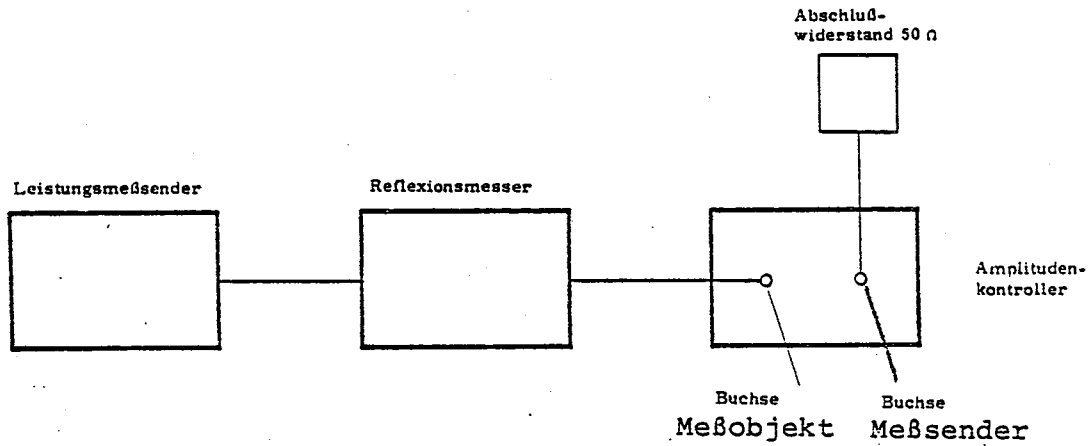 Abschluß-
widerstand 50 Ω
Leistungsmeßsender
Reflexionsmesser
Amplituden-
kontroller
Buchse
Meßobjekt
Buchse
Meßsender